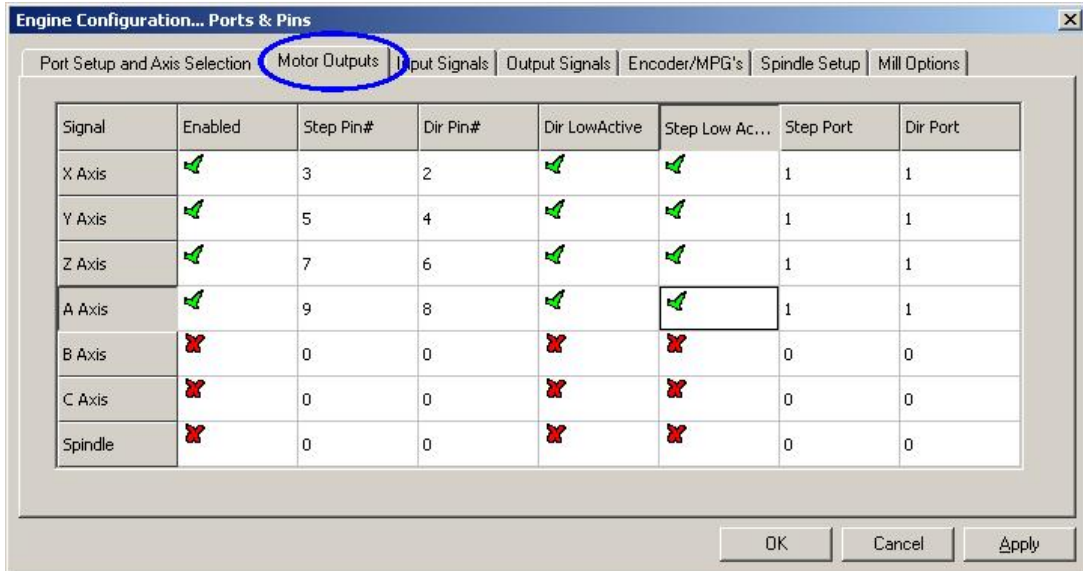 Engine Configuration... Ports & Pins
Port Setup and Axis Selection Motor Outputs Input Signals Output Signals Encoder/MPG's Spindle Setup Mill Options
Signal Enabled Step Pin# Dir Pin# Dir LowActive Step Low Ac... Step Port Dir Port
X Axis 3 2 1 1
Y Axis 5 4 1 1
Z Axis 7 6 1 1
A Axis 9 8 1 1
B Axis 0 0 0 0
C Axis 0 0 0 0
Spindle 0 0 0 0
OK Cancel Apply